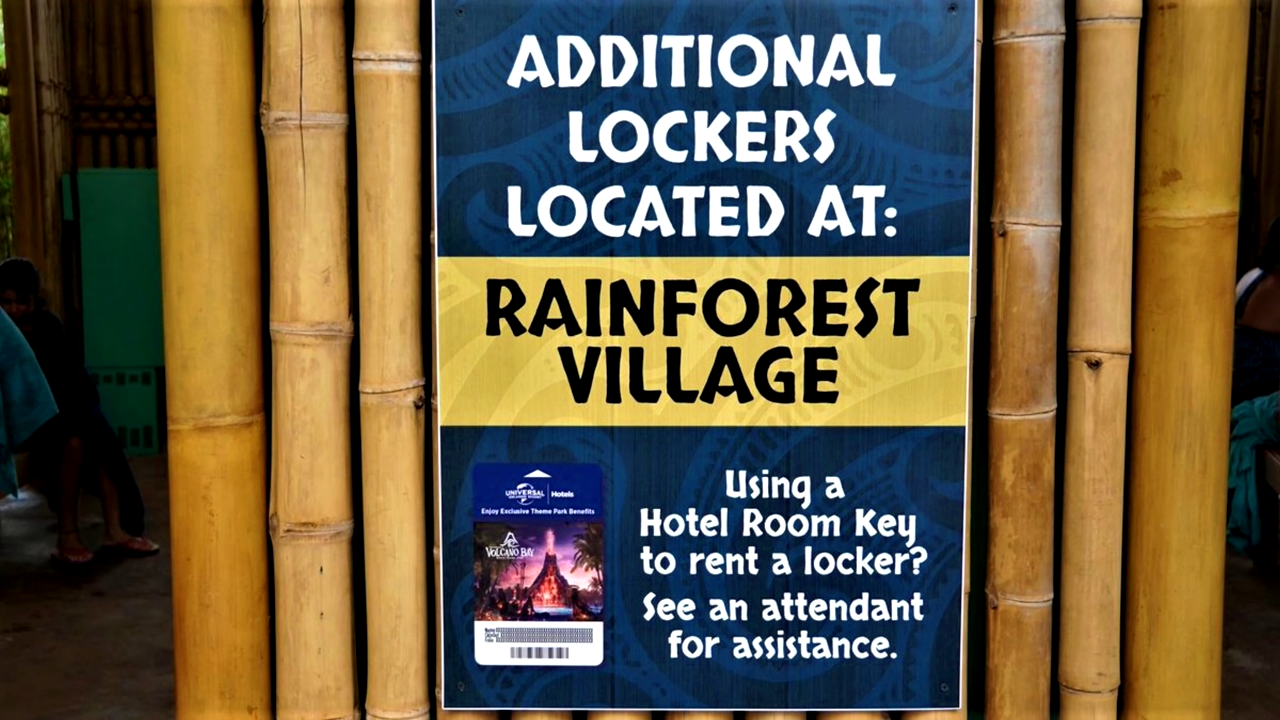 ADDITIONAL
LOCKERS
LOCATED AT:
RAINFOREST
VILLAGE
UNIVERSAL
Hotels
Enjoy Exclusive Theme Park Benefits
VOLCANO BAY
Using a
Hotel Room Key
to rent a locker?
See an attendant
for assistance.